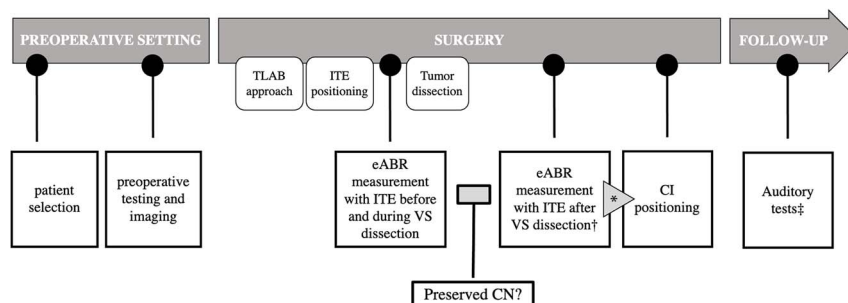 PREOPERATIVE SETTING
SURGERY
FOLLOW-UP
TLAB
approach
ITE
positioning
Tumor
dissection
patient
selection
preoperative
testing and
imaging
eABR
measurement
with ITE before
and during VS
dissection
eABR
measurement
with ITE after
VS dissection†
*
CI
positioning
Auditory
tests‡
Preserved CN?